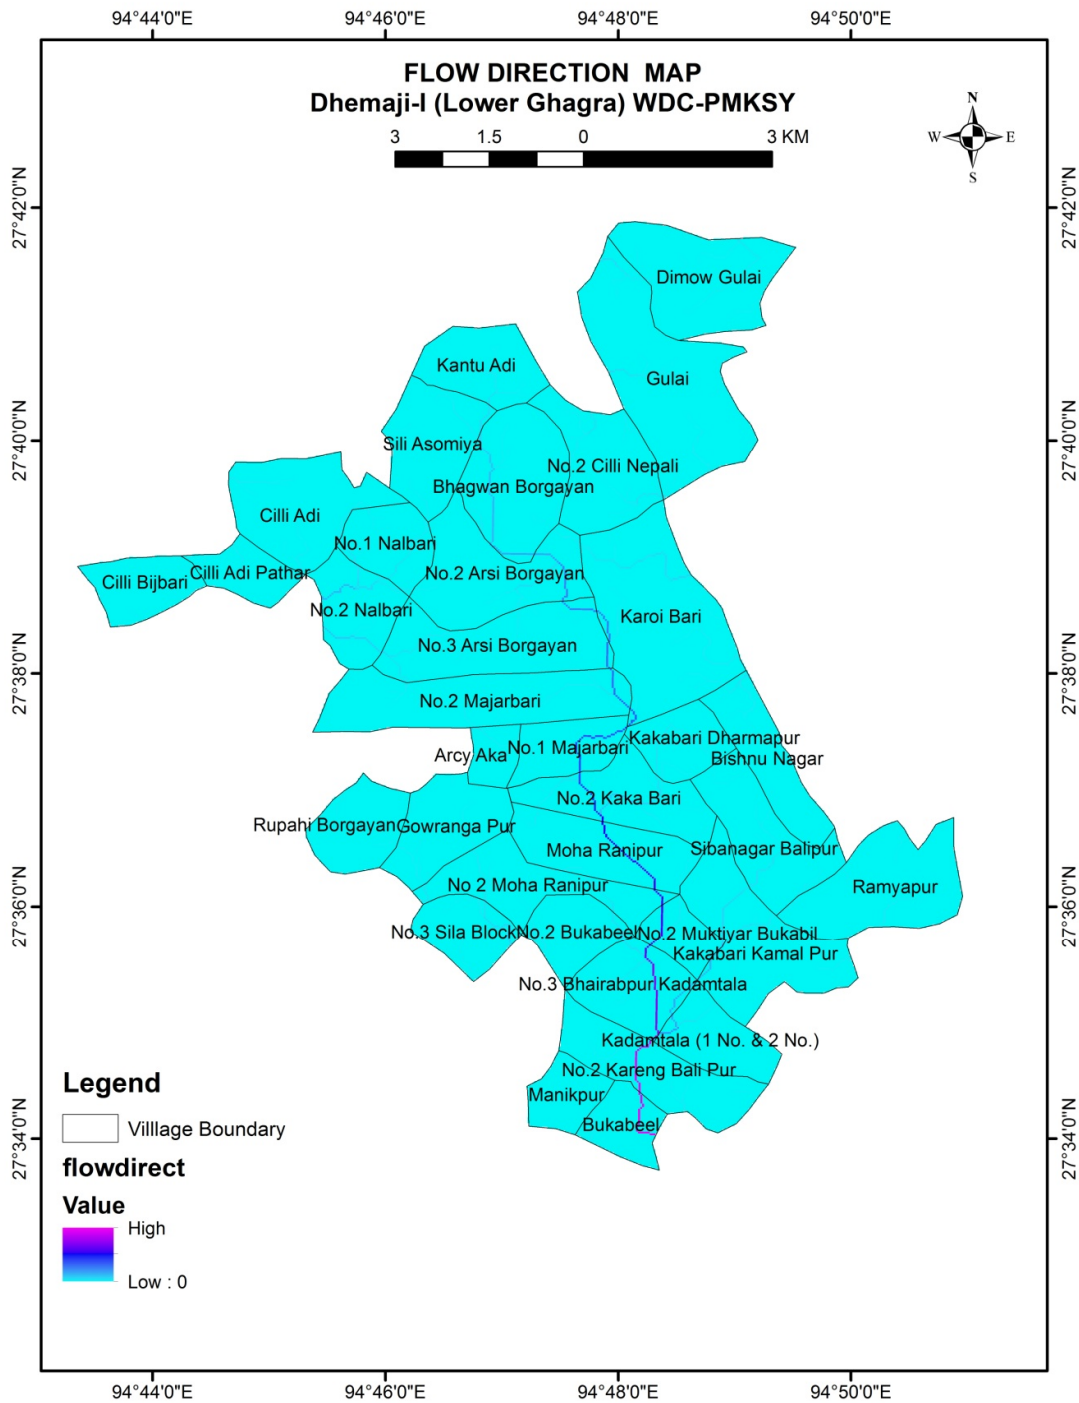 94°44'0"E 94°46'0"E 94°48'0"E 94°50'0"E
FLOW DIRECTION MAP
Dhemaji-I (Lower Ghagra) WDC-PMKSY
3 1.5 0 3 KM
N
W E
S
27°42'0"N 27°42'0"N
Dimow Gulai
Kantu Adi
Gulai
27°40'0"N 27°40'0"N
Sili Asomiya
No.2 Cilli Nepali
Bhagwan Borgayan
Cilli Adi
No.1 Nalbari
Cilli Bijbari
Cilli Adi Pathar
No.2 Arsi Borgayan
No.2 Nalbari
Karoi Bari
No.3 Arsi Borgayan
27°38'0"N 27°38'0"N
No.2 Majarbari
Kakabari Dharmapur
Arcy Aka
No.1 Majarbari
Bishnu Nagar
No.2 Kaka Bari
Rupahi Borgayan
Gowranga Pur
Moha Ranipur
Sibanagar Balipur
No 2 Moha Ranipur
Ramyapur
27°36'0"N 27°36'0"N
No.3 Sila Block
No.2 Bukabeel
No.2 Muktiyar Bukabil
Kakabari Kamal Pur
No.3 Bhairabpur Kadamtala
Kadamtala (1 No. & 2 No.)
No.2 Kareng Bali Pur
Manikpur
Bukabeel
27°34'0"N 27°34'0"N
Legend
Villlage Boundary
flowdirect
Value
High
Low : 0
94°44'0"E 94°46'0"E 94°48'0"E 94°50'0"E